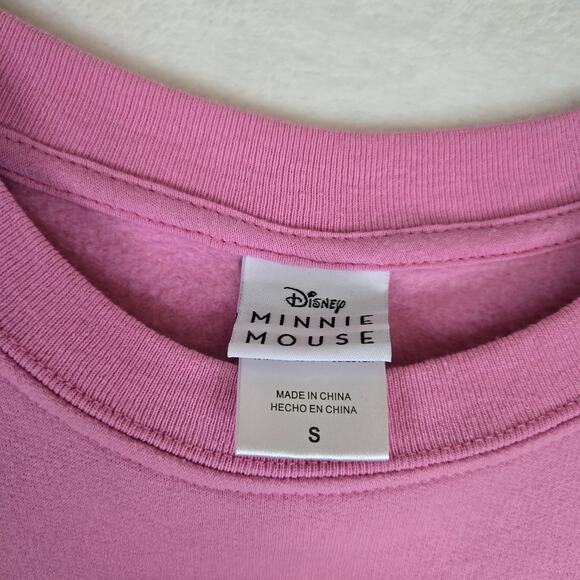 Disney
MINNIE
MOUSE
MADE IN CHINA
HECHO EN CHINA
S